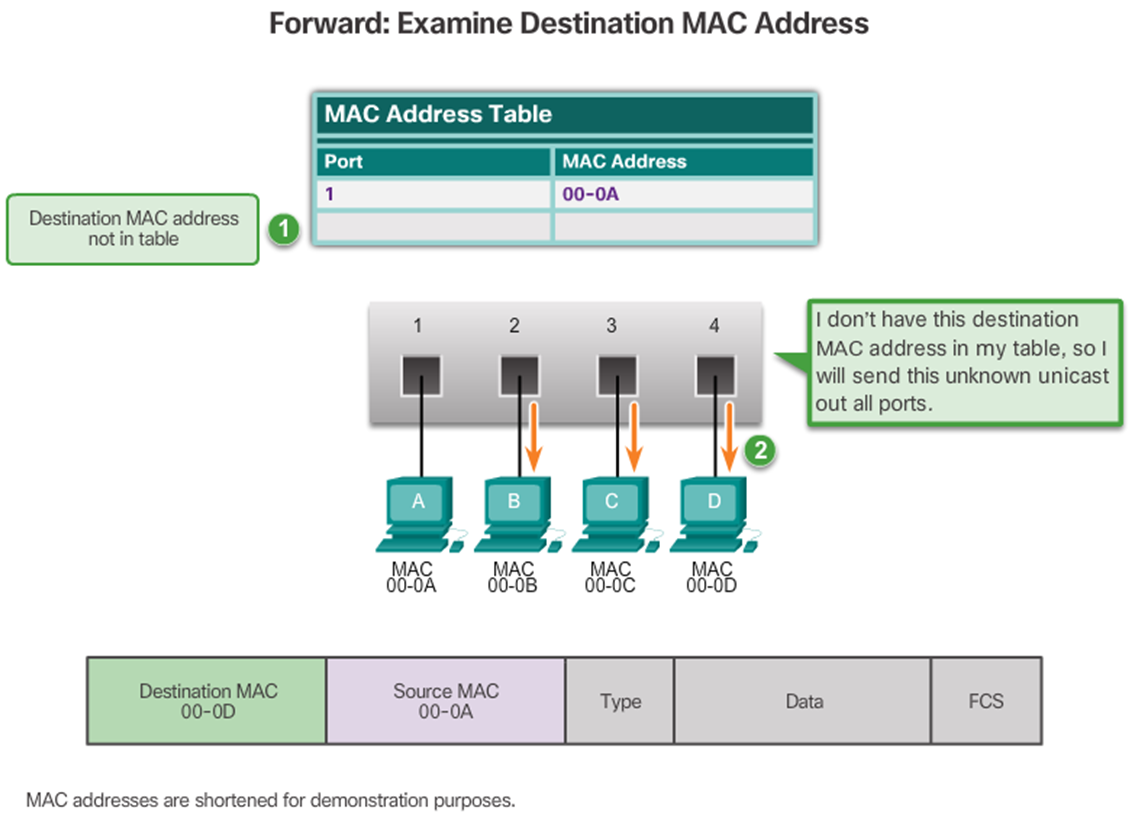 Forward: Examine Destination MAC Address
MAC Address Table
Port MAC Address
1 00-0A
Destination MAC address
not in table
1
1 2 3 4
I don't have this destination
MAC address in my table, so I
will send this unknown unicast
out all ports.
2
A B C D
MAC MAC MAC MAC
00-0A 00-0B 00-0C 00-0D
Destination MAC
00-0D
Source MAC
00-0A
Type
Data
FCS
MAC addresses are shortened for demonstration purposes.